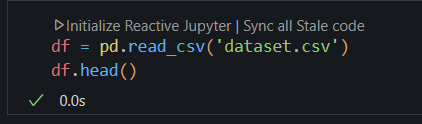 Initialize Reactive Jupyter | Sync all Stale code
df = pd.read_csv('dataset.csv')
df.head()
0.0s